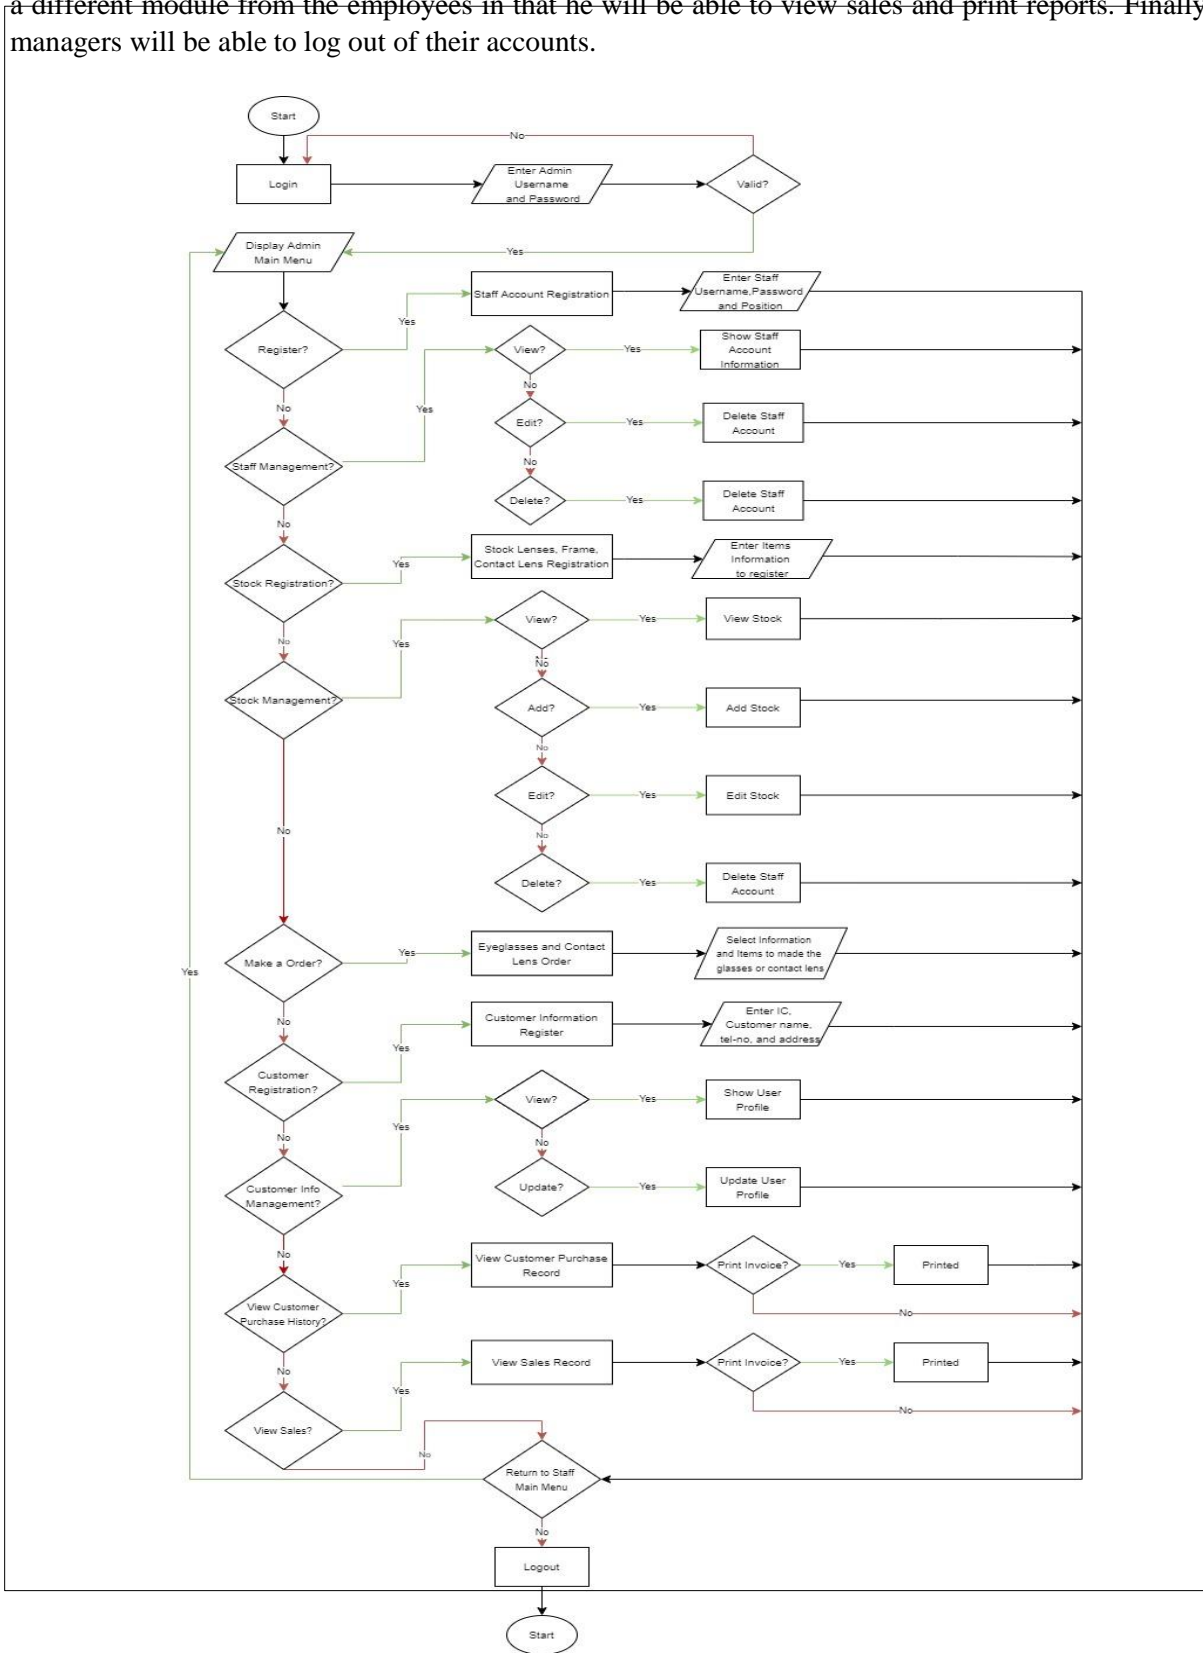 a different module from the employees in that he will be able to view sales and print reports. Finally
managers will be able to log out of their accounts.
Start
No
Login
Enter Admin
Username
and Password
Valid?
Yes
Display Admin
Main Menu
Staff Account Registration
Enter Staff
Username,Password
and Position
Yes
Register?
View?
Yes
Show Staff
Account
Information
No
No
Yes
Edit?
Yes
Delete Staff
Account
Staff Management?
No
Delete?
Yes
Delete Staff
Account
No
Stock Lenses, Frame,
Contact Lens Registration
Enter Items
Information
to register
Yes
Stock Registration?
View?
Yes
View Stock
No
Yes
No
Stock Management?
Add?
Yes
Add Stock
No
Edit?
Yes
Edit Stock
No
No
Delete?
Yes
Delete Staff
Account
Make a Order?
Yes
Eyeglasses and Contact
Lens Order
Select Information
and Items to made the
glasses or contact lens
Yes
No
Customer Information
Register
Enter IC,
Customer name,
tel-no, and address
Yes
Customer
Registration?
View?
Yes
Show User
Profile
No
Yes
No
Customer Info
Management?
Update?
Yes
Update User
Profile
No
View Customer Purchase
Record
Print Invoice?
Yes
Printed
Yes
View Customer
Purchase History?
No
No
View Sales Record
Print Invoice?
Yes
Printed
Yes
No
View Sales?
No
Return to Staff
Main Menu
No
Logout
Start